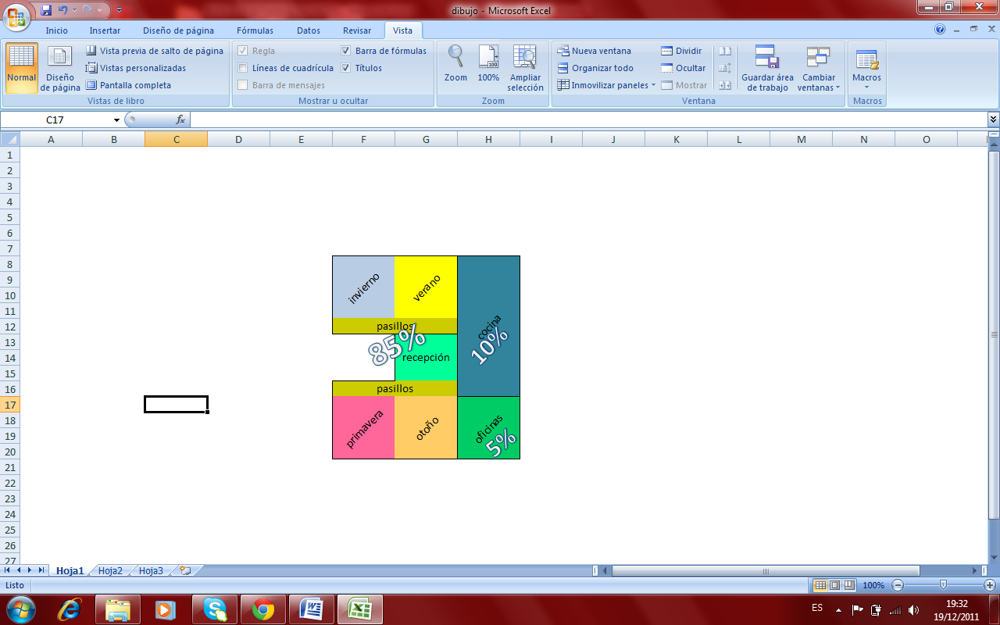 dibujo - Microsoft Excel
Inicio Insertar Diseño de página Fórmulas Datos Revisar Vista
Normal
Diseño de página
Vista previa de salto de página
Vistas personalizadas
Pantalla completa
Vistas de libro
Regla
Líneas de cuadrícula
Barra de mensajes
Barra de fórmulas
Títulos
Mostrar u ocultar
Zoom
100%
Ampliar selección
Zoom
Nueva ventana
Organizar todo
Inmovilizar paneles
Dividir
Ocultar
Mostrar
Guardar área de trabajo
Cambiar ventanas
Ventana
Macros
Macros
C17
fx
A B C D E F G H I J K L M N O
1
2
3
4
5
6
7
8
9
10
11
12
13
14
15
16
17
18
19
20
21
22
23
24
25
26
27
invierno
verano
cocina
10%
pasillos
85%
recepción
pasillos
primavera
otoño
oficinas
5%
Hoja1 Hoja2 Hoja3
Listo
100%
ES
19:32
19/12/2011